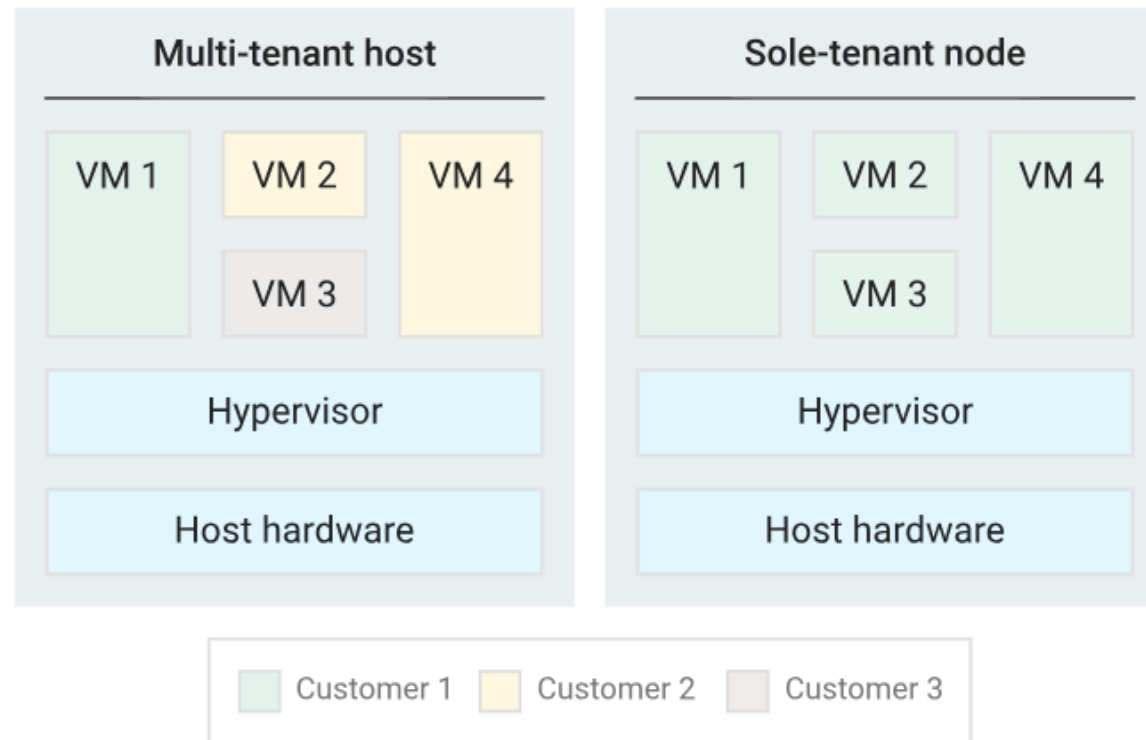 Multi-tenant host
VM 1
VM 2
VM 4
VM 3
Hypervisor
Host hardware
Sole-tenant node
VM 1
VM 2
VM 4
VM 3
Hypervisor
Host hardware
Customer 1
Customer 2
Customer 3